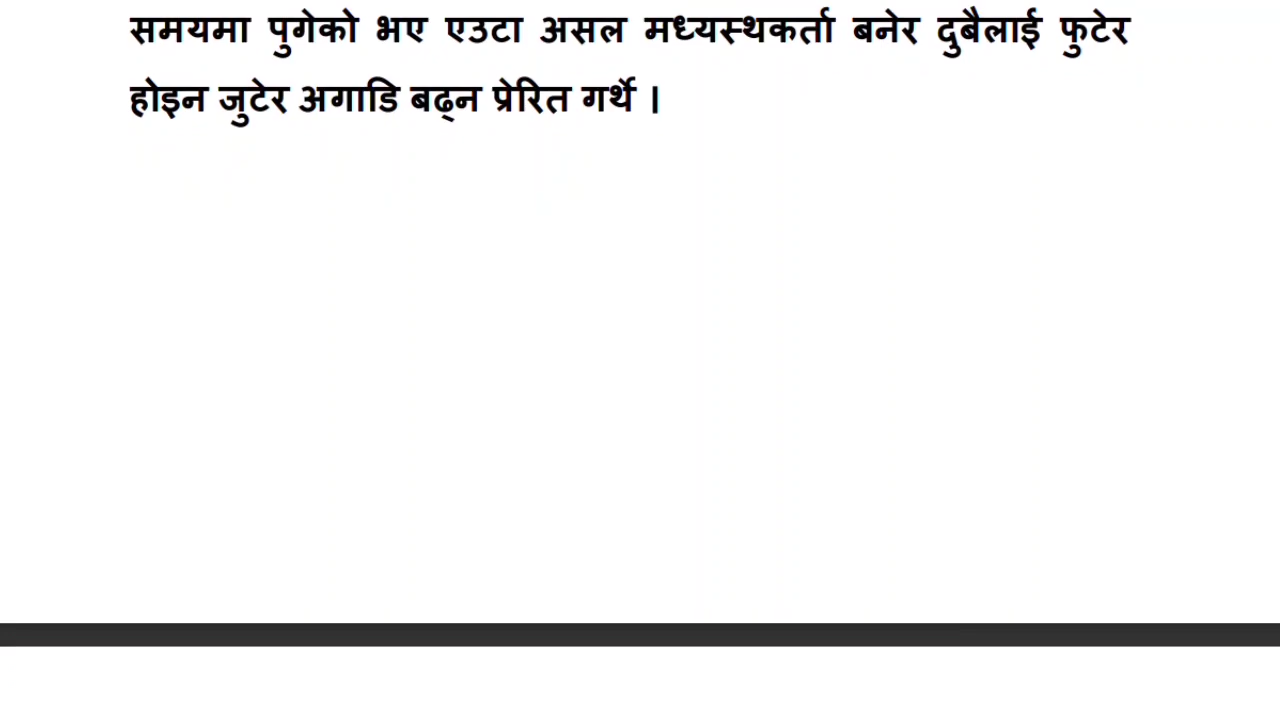 समयमा पुगेको भए एउटा असल मध्यस्थकर्ता बनेर दुबैलाई फुटेर
होइन जुटेर अगाडि बढ्न प्रेरित गर्थे ।